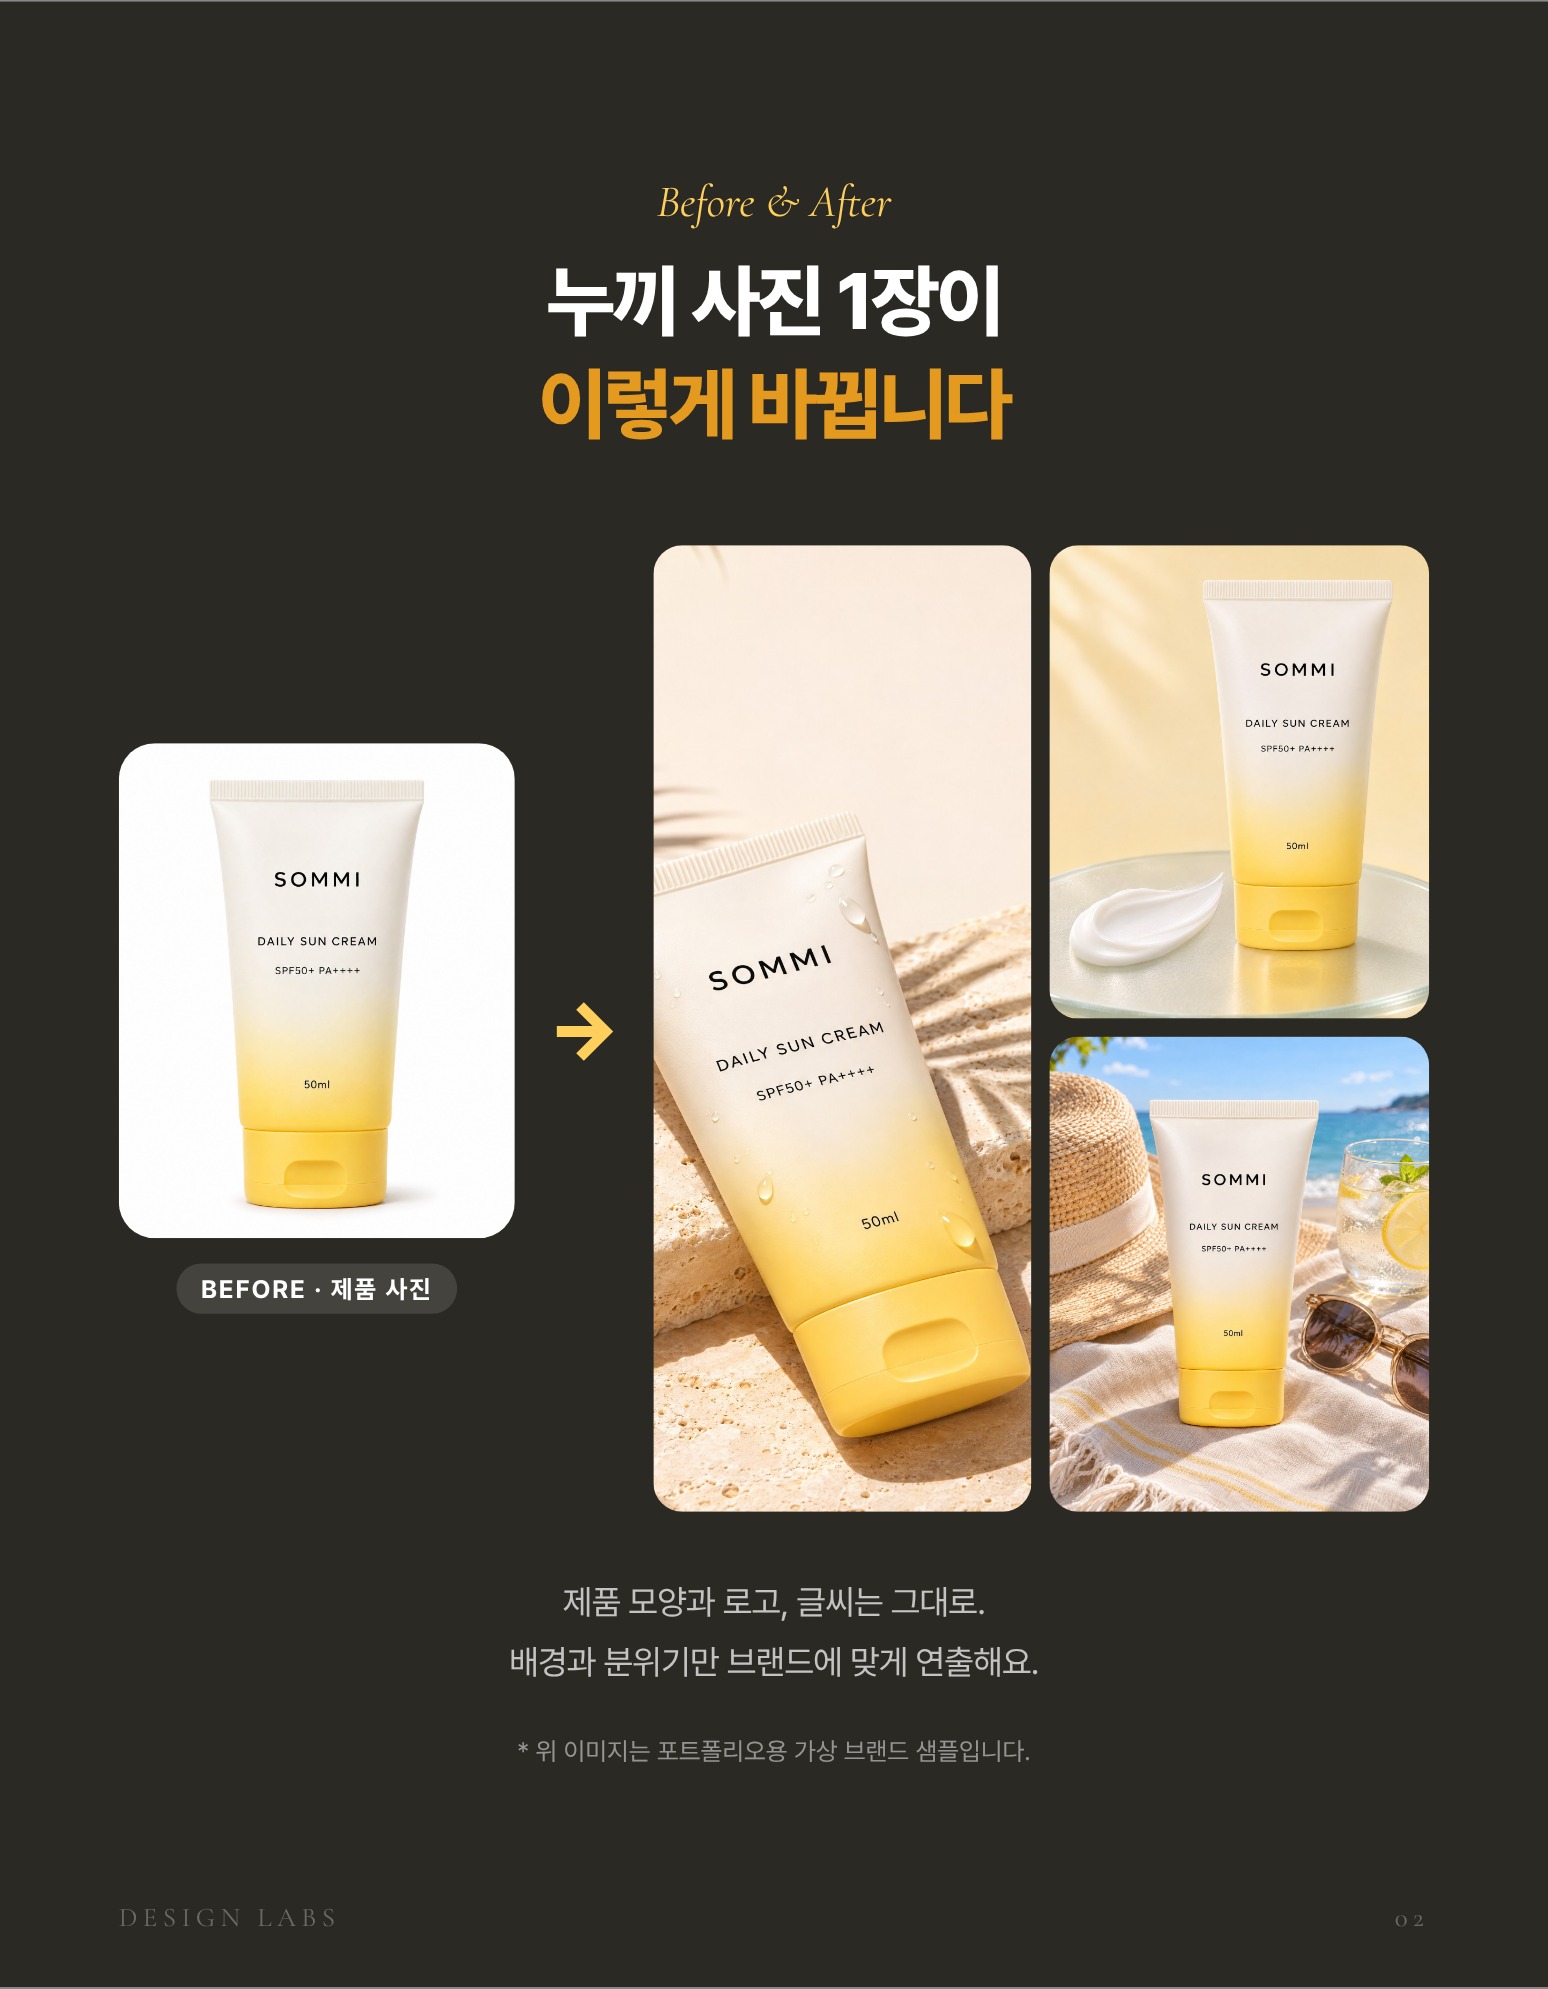 Before & After
누끼 사진 1장이
이렇게 바뀝니다
SOMMI
DAILY SUN CREAM
SPF50+ PA++++
50ml
BEFORE · 제품 사진
SOMMI
DAILY SUN CREAM
SPF50+ PA++++
50ml
SOMMI
DAILY SUN CREAM
SPF50+ PA++++
50ml
SOMMI
DAILY SUN CREAM
SPF50+ PA++++
50ml
제품 모양과 로고, 글씨는 그대로.
배경과 분위기만 브랜드에 맞게 연출해요.
* 위 이미지는 포트폴리오용 가상 브랜드 샘플입니다.
DESIGN LABS
02